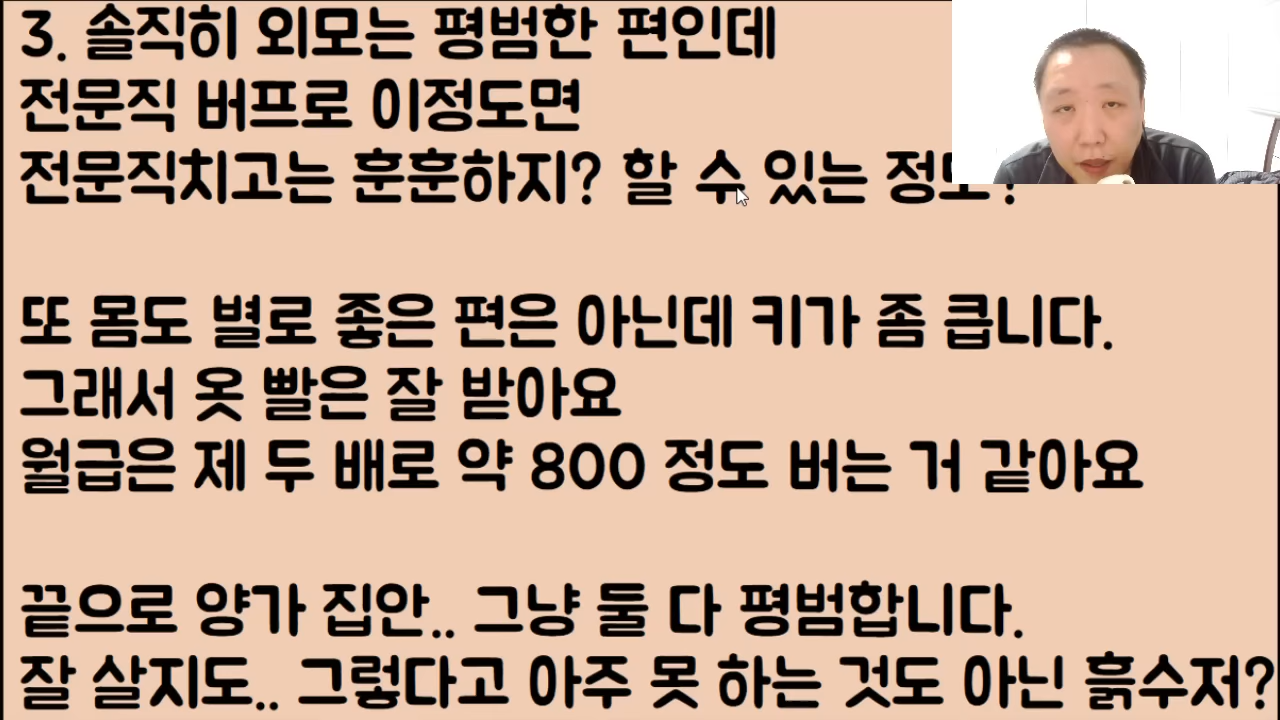 3. 솔직히 외모는 평범한 편인데
전문직 버프로 이정도면
전문직치고는 훈훈하지? 할 수 있는 정도?
또 몸도 별로 좋은 편은 아닌데 키가 좀 큽니다.
그래서 옷 빨은 잘 받아요
월급은 제 두 배로 약 800 정도 버는 거 같아요
끝으로 양가 집안.. 그냥 둘 다 평범합니다.
잘 살지도.. 그렇다고 아주 못 하는 것도 아닌 흙수저?